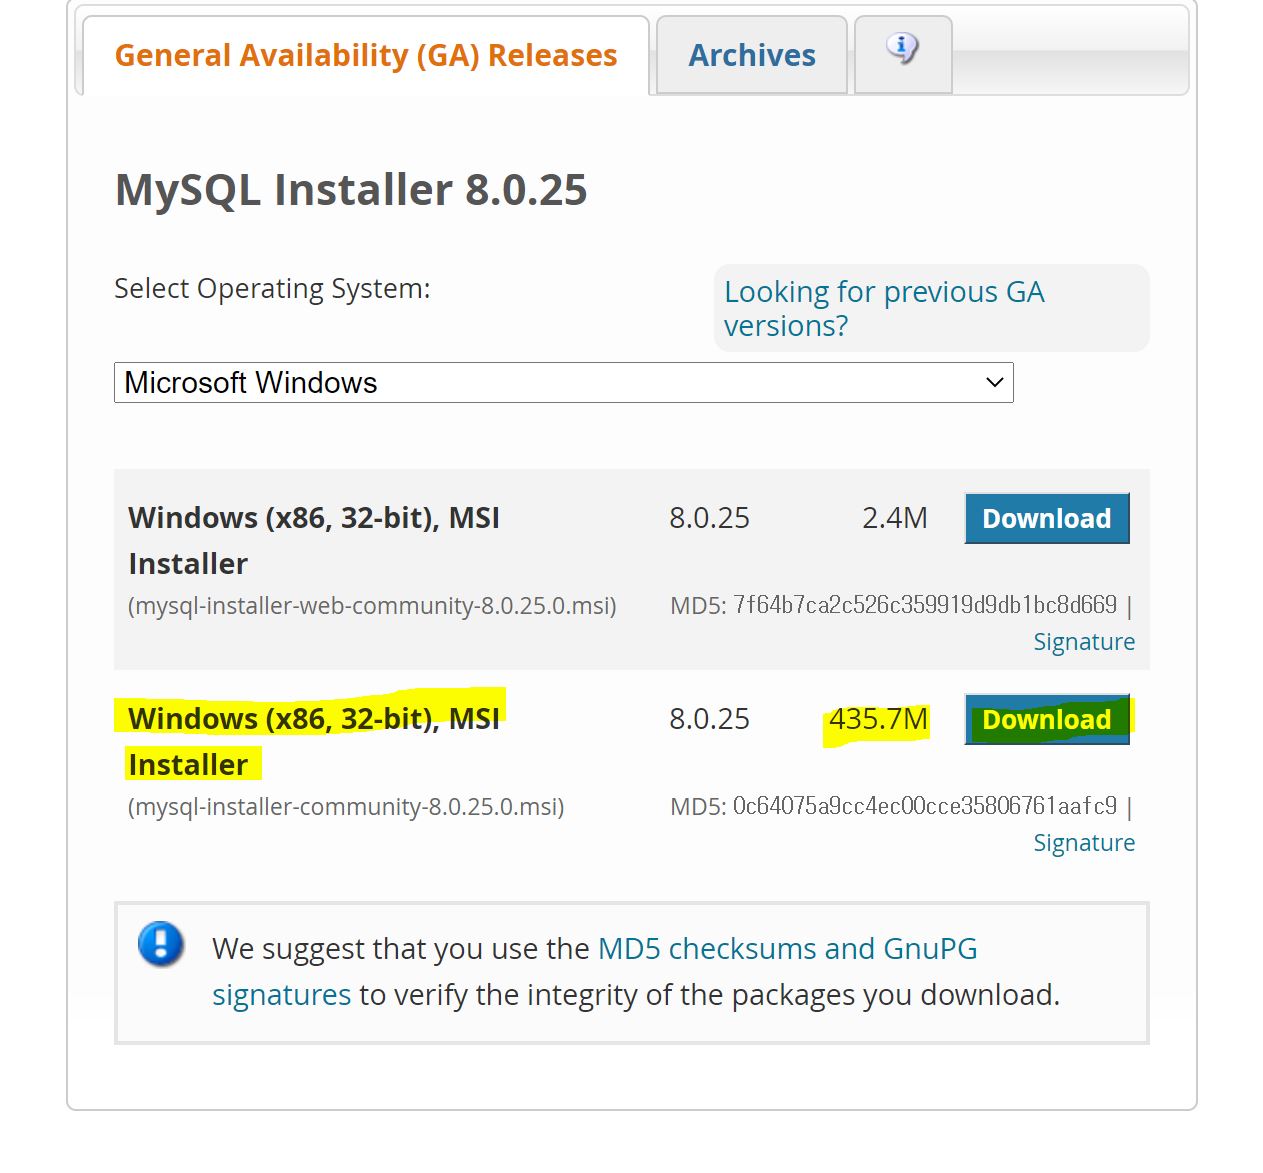 General Availability (GA) Releases
Archives
MySQL Installer 8.0.25
Select Operating System:
Looking for previous GA
versions?
Microsoft Windows
Windows (x86, 32-bit), MSI
Installer
8.0.25
2.4M
Download
(mysql-installer-web-community-8.0.25.0.msi)
MD5: 7f64b7ca2c526c359919d9db1bc8d669 |
Signature
Windows (x86, 32-bit), MSI
Installer
8.0.25
435.7M
Download
(mysql-installer-community-8.0.25.0.msi)
MD5: 0c64075a9cc4ec00cce35806761aafc9 |
Signature
We suggest that you use the MD5 checksums and GnuPG
signatures to verify the integrity of the packages you download.